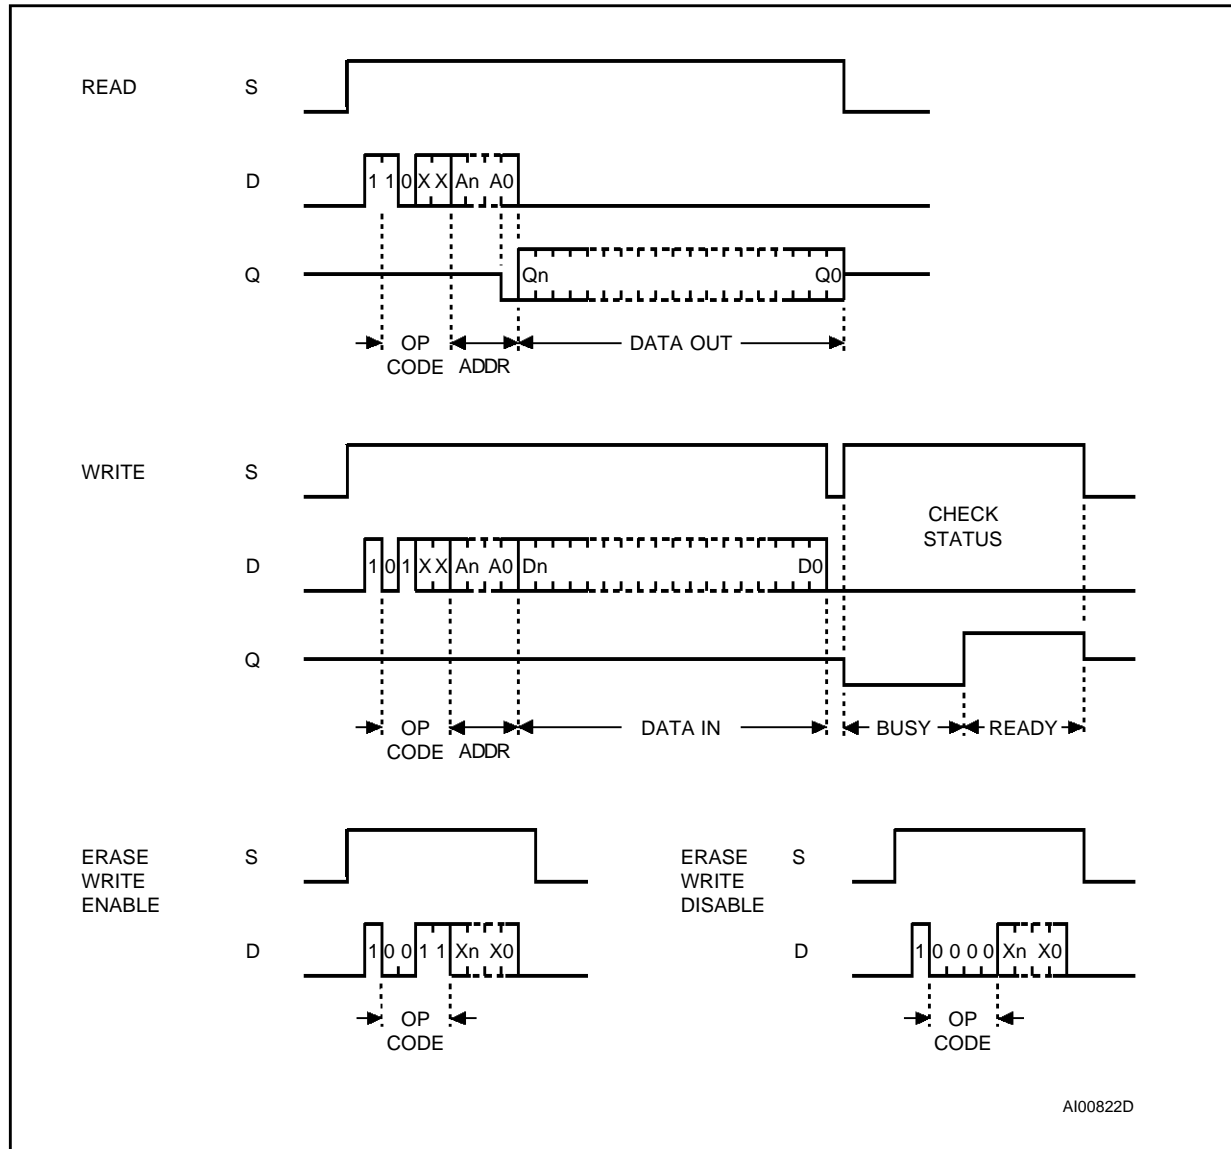 READ S
D 1 1 0 X X An A0
Q Qn Q0
OP ADDR DATA OUT
CODE
WRITE S
CHECK
STATUS
D 1 0 1 X X An A0 Dn D0
Q
OP ADDR DATA IN BUSY READY
CODE
ERASE S
WRITE
ENABLE
D 1 0 0 1 1 Xn X0
OP
CODE
ERASE S
WRITE
DISABLE
D 1 0 0 0 0 Xn X0
OP
CODE
AI00822D